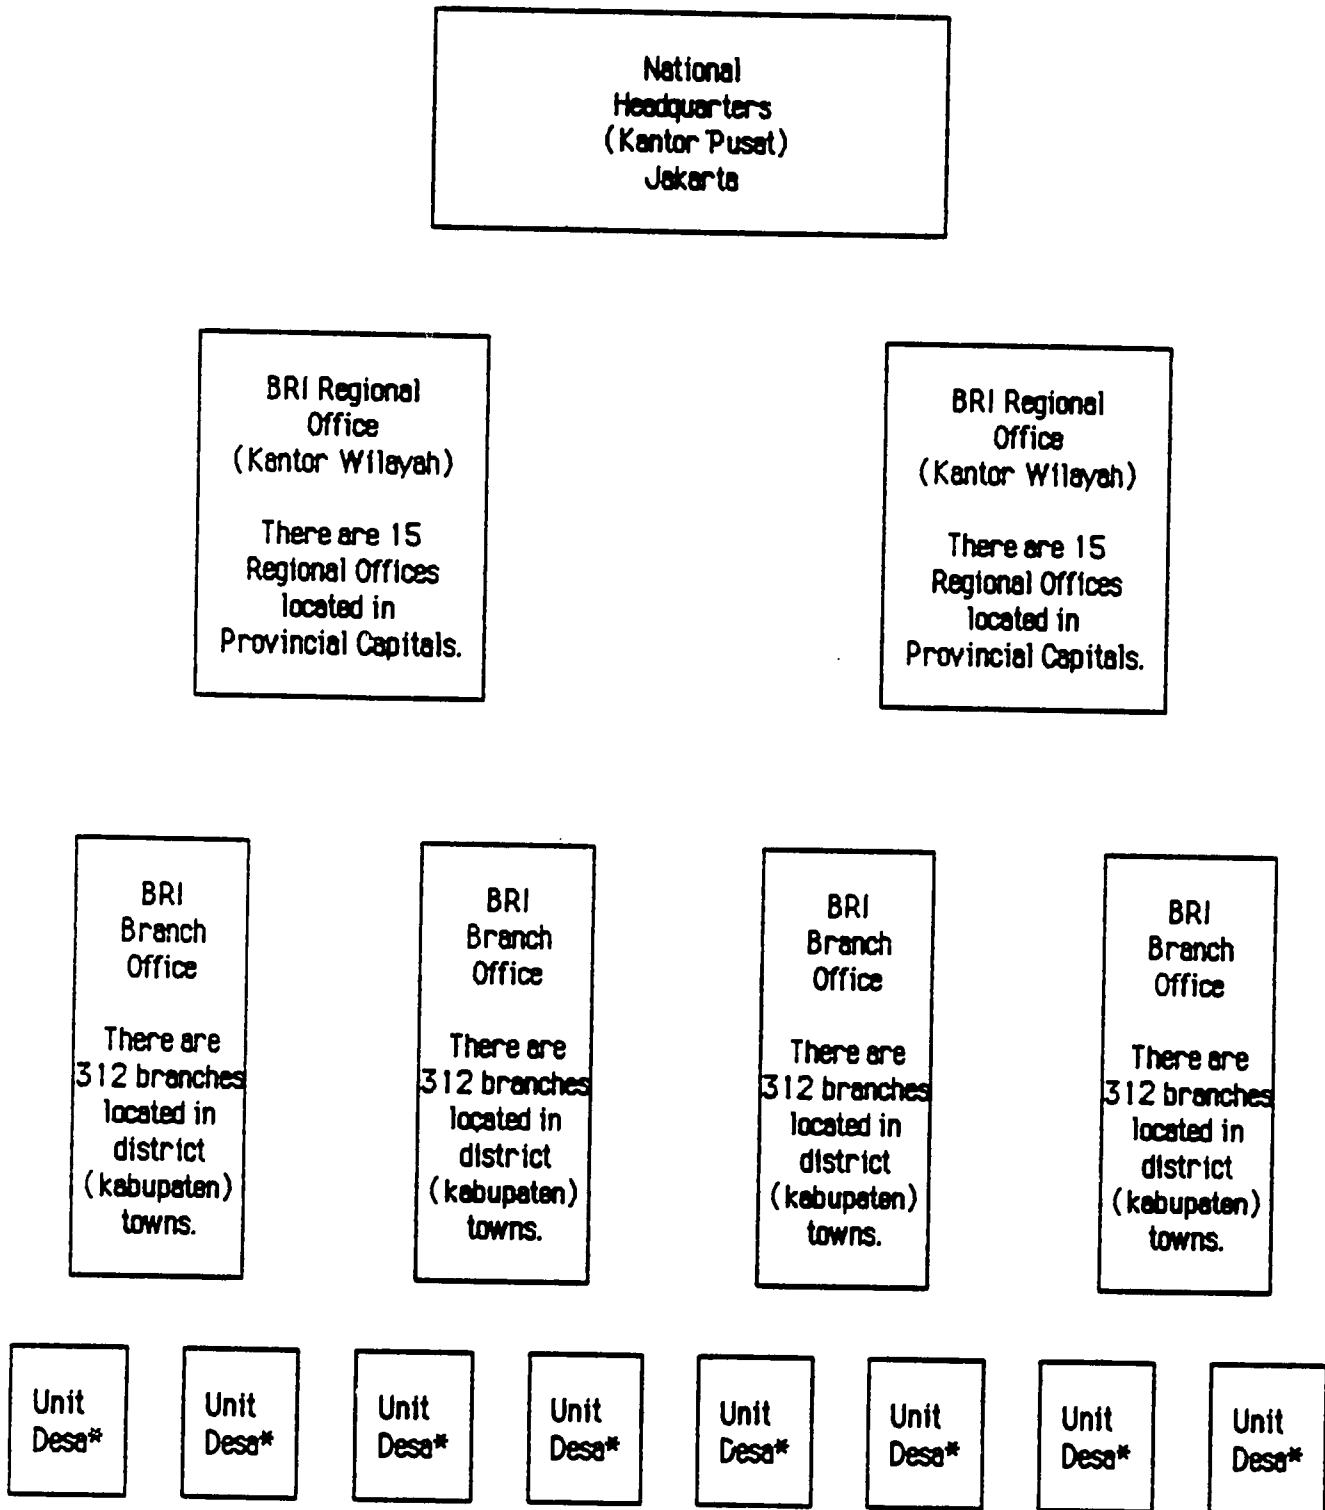 National
Headquarters
(Kantor Pusat)
Jakarta
BRI Regional
Office
(Kantor Wilayah)
There are 15
Regional Offices
located in
Provincial Capitals.
BRI Regional
Office
(Kantor Wilayah)
There are 15
Regional Offices
located in
Provincial Capitals.
BRI
Branch
Office
There are
312 branches
located in
district
(kabupaten)
towns.
BRI
Branch
Office
There are
312 branches
located in
district
(kabupaten)
towns.
BRI
Branch
Office
There are
312 branches
located in
district
(kabupaten)
towns.
BRI
Branch
Office
There are
312 branches
located in
district
(kabupaten)
towns.
Unit
Desa*
Unit
Desa*
Unit
Desa*
Unit
Desa*
Unit
Desa*
Unit
Desa*
Unit
Desa*
Unit
Desa*